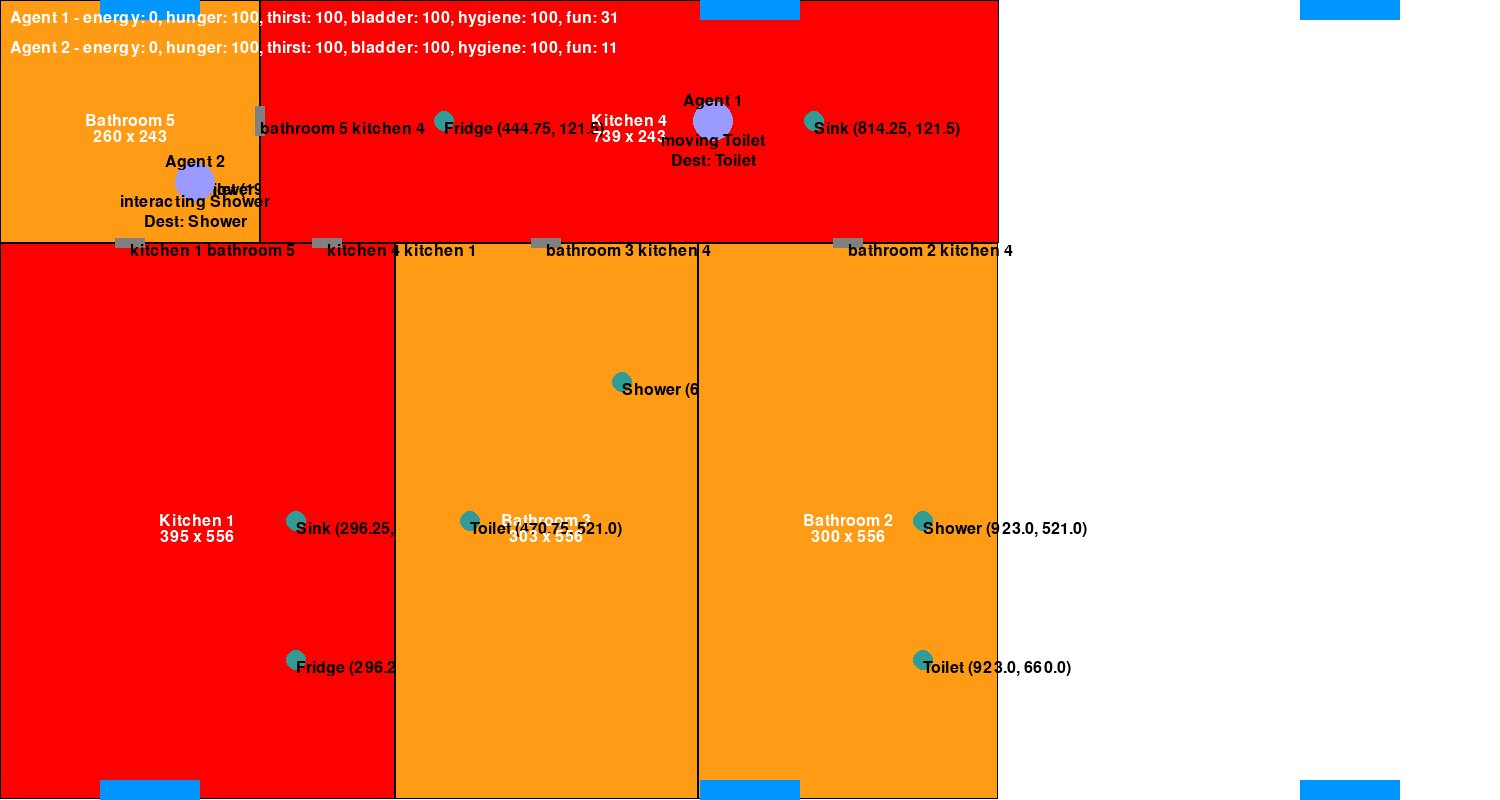 Agent 1 - energy: 0, hunger: 100, thirst: 100, bladder: 100, hygiene: 100, fun: 31
Agent 2 - energy: 0, hunger: 100, thirst: 100, bladder: 100, hygiene: 100, fun: 11
Agent 1
Bathroom 5
260 x 243
bathroom 5 kitchen 4
Fridge (444.75, 121.5)
Kitchen 4
739 x 243
Sink (814.25, 121.5)
moving Toilet
Dest: Toilet
Agent 2
interacting Shower
Dest: Shower
kitchen 1 bathroom 5
kitchen 4 kitchen 1
bathroom 3 kitchen 4
bathroom 2 kitchen 4
Shower (6
Kitchen 1
395 x 556
Sink (296.25,
Toilet (470.75, 521.0)
Bathroom 3
303 x 556
Bathroom 2
300 x 556
Shower (923.0, 521.0)
Fridge (296.2
Toilet (923.0, 660.0)